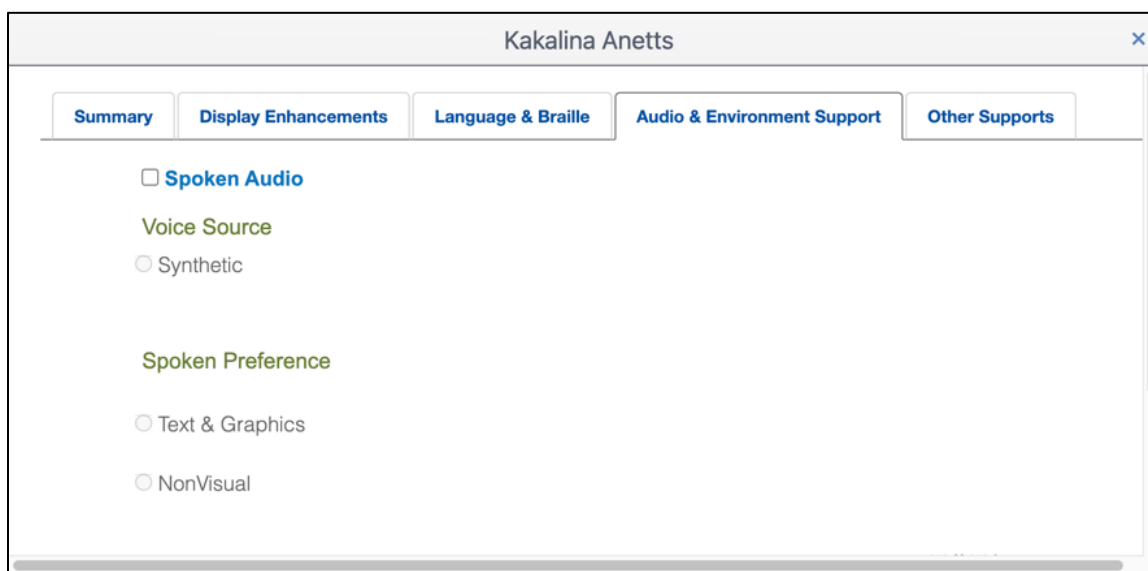 Kakalina Anetts
Summary Display Enhancements Language & Braille Audio & Environment Support Other Supports
Spoken Audio
Voice Source
Synthetic
Spoken Preference
Text & Graphics
NonVisual